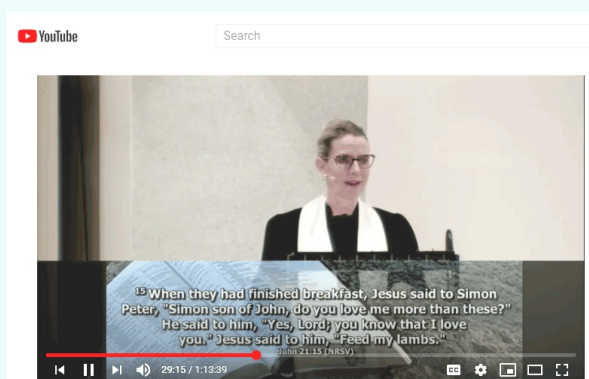 YouTube
Search
15 When they had finished breakfast, Jesus said to Simon
Peter, "Simon son of John, do you love me more than these?"
He said to him, "Yes, Lord; you know that I love
you." Jesus said to him, "Feed my lambs."
John 21:15 (NRSV)
29:15 / 1:13:39
CC